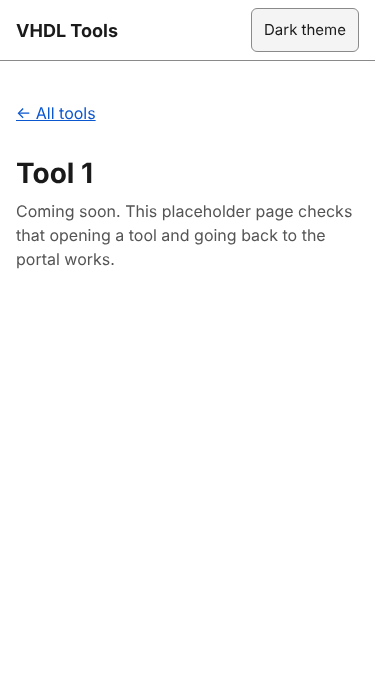 VHDL Tools
Dark theme
← All tools
Tool 1
Coming soon. This placeholder page checks
that opening a tool and going back to the
portal works.